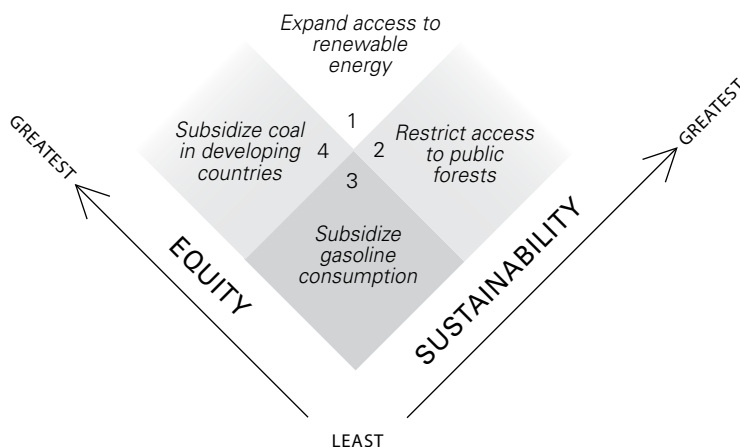 Expand access to
renewable
energy
GREATEST
GREATEST
1
Subsidize coal
in developing
countries
4
2
Restrict access
to public
forests
3
Subsidize
gasoline
consumption
EQUITY
SUSTAINABILITY
LEAST